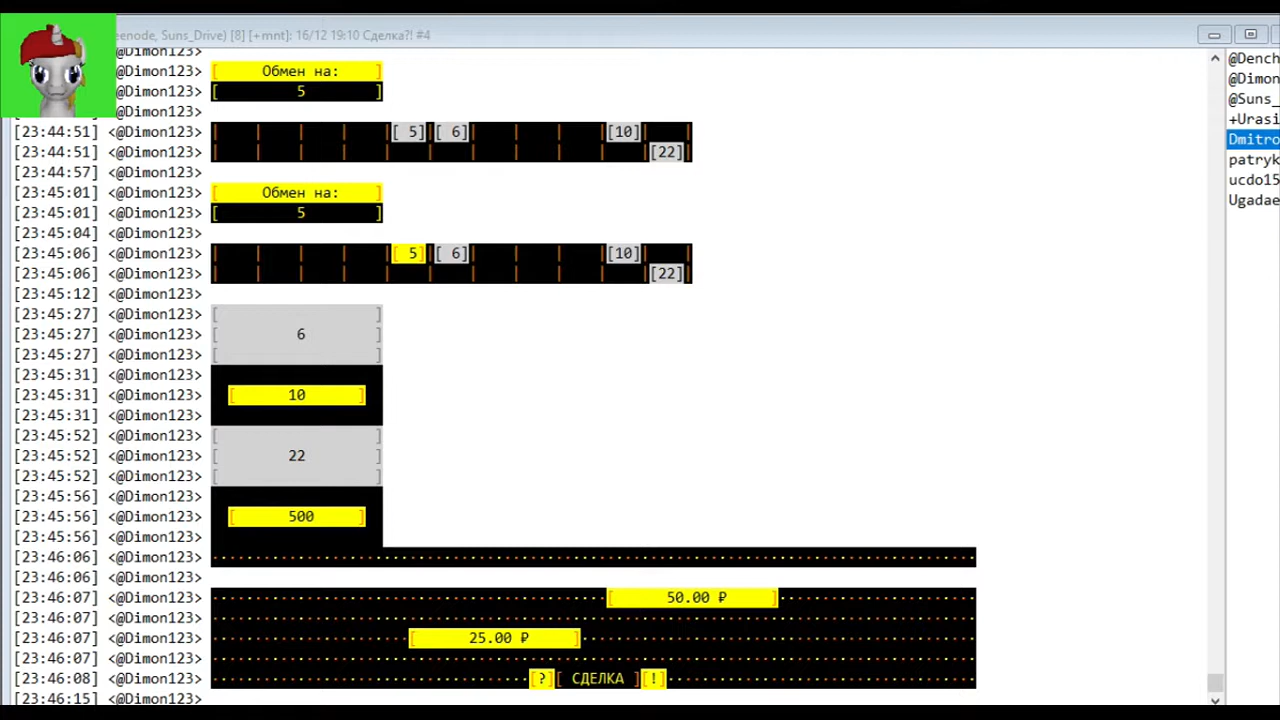 eenode, Suns_Drive) [8] [+mnt]: 16/12 19:10 Сделка?! #4
<@Dimon123>
<@Dimon123> [ Обмен на: ]
<@Dimon123> [ 5 ]
<@Dimon123>
[23:44:51] <@Dimon123> | | | | [ 5]|[ 6]| | | [10]| |
[23:44:51] <@Dimon123> | | | | | | | | | | [22]|
[23:44:57] <@Dimon123>
[23:45:01] <@Dimon123> [ Обмен на: ]
[23:45:01] <@Dimon123> [ 5 ]
[23:45:04] <@Dimon123>
[23:45:06] <@Dimon123> | | | | [ 5]|[ 6]| | | [10]| |
[23:45:06] <@Dimon123> | | | | | | | | | | [22]|
[23:45:12] <@Dimon123>
[23:45:27] <@Dimon123> [ ]
[23:45:27] <@Dimon123> [ 6 ]
[23:45:27] <@Dimon123> [ ]
[23:45:31] <@Dimon123>
[23:45:31] <@Dimon123> [ 10 ]
[23:45:31] <@Dimon123>
[23:45:52] <@Dimon123> [ ]
[23:45:52] <@Dimon123> [ 22 ]
[23:45:52] <@Dimon123> [ ]
[23:45:56] <@Dimon123>
[23:45:56] <@Dimon123> [ 500 ]
[23:45:56] <@Dimon123>
[23:46:06] <@Dimon123>
[23:46:06] <@Dimon123>
[23:46:07] <@Dimon123> [ 50.00 ₽ ]
[23:46:07] <@Dimon123>
[23:46:07] <@Dimon123> [ 25.00 ₽ ]
[23:46:07] <@Dimon123>
[23:46:08] <@Dimon123> [?][ СДЕЛКА ][!]
[23:46:15] <@Dimon123>
@Dench
@Dimon
@Suns_
+Urasi
Dmitro
patryk
ucdo15
Ugadae